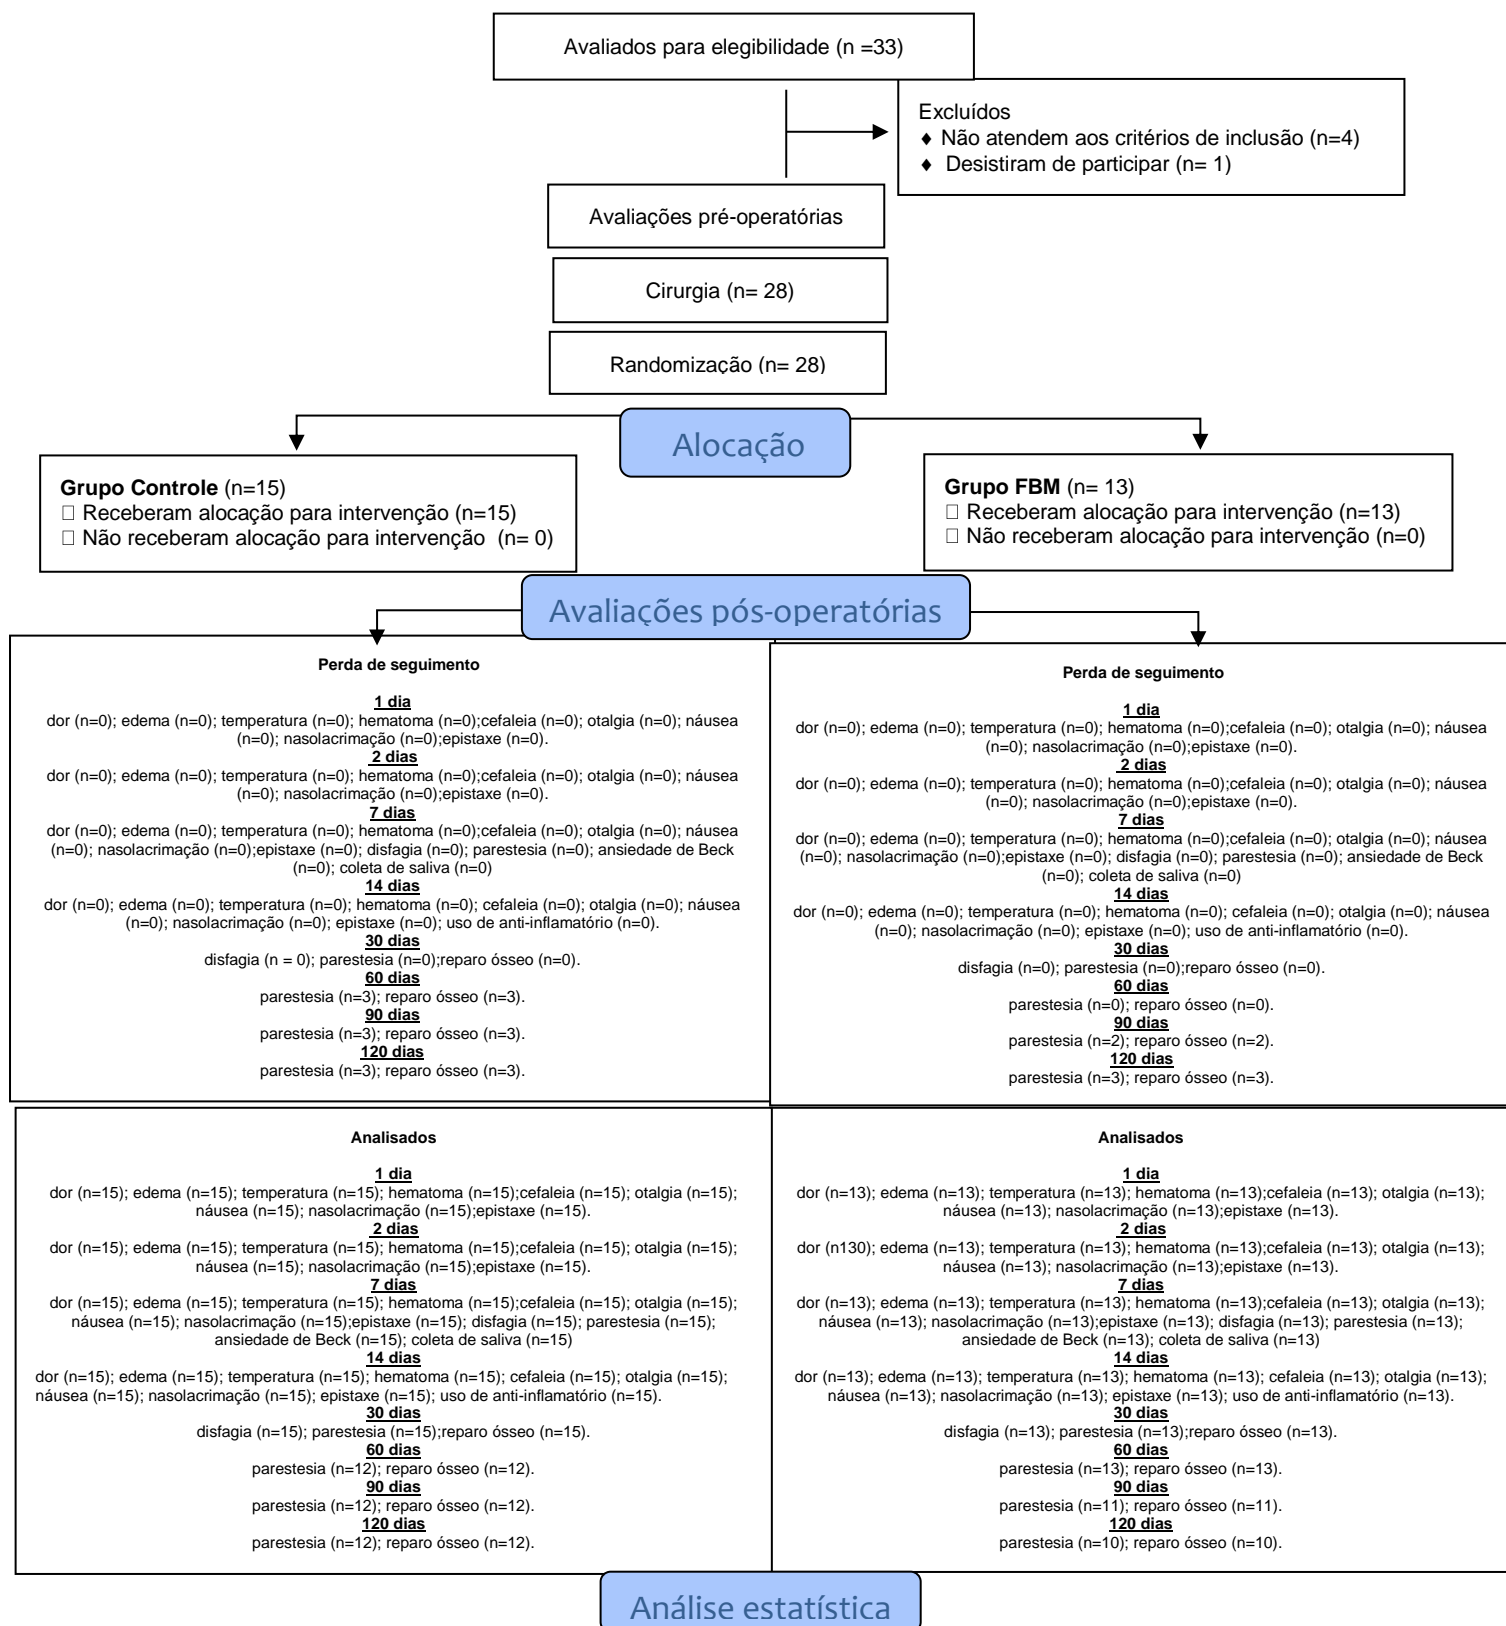 Avaliados para elegibilidade (n =33)
Excluídos
♦ Não atendem aos critérios de inclusão (n=4)
♦ Desistiram de participar (n= 1)
Avaliações pré-operatórias
Cirurgia (n= 28)
Randomização (n= 28)
Alocação
Grupo Controle (n=15)
□ Receberam alocação para intervenção (n=15)
□ Não receberam alocação para intervenção (n= 0)
Grupo FBM (n= 13)
□ Receberam alocação para intervenção (n=13)
□ Não receberam alocação para intervenção (n=0)
Avaliações pós-operatórias
Perda de seguimento
1 dia
dor (n=0); edema (n=0); temperatura (n=0); hematoma (n=0);cefaleia (n=0); otalgia (n=0); náusea
(n=0); nasolacrimação (n=0);epistaxe (n=0).
2 dias
dor (n=0); edema (n=0); temperatura (n=0); hematoma (n=0);cefaleia (n=0); otalgia (n=0); náusea
(n=0); nasolacrimação (n=0);epistaxe (n=0).
7 dias
dor (n=0); edema (n=0); temperatura (n=0); hematoma (n=0);cefaleia (n=0); otalgia (n=0); náusea
(n=0); nasolacrimação (n=0);epistaxe (n=0); disfagia (n=0); parestesia (n=0); ansiedade de Beck
(n=0); coleta de saliva (n=0)
14 dias
dor (n=0); edema (n=0); temperatura (n=0); hematoma (n=0); cefaleia (n=0); otalgia (n=0); náusea
(n=0); nasolacrimação (n=0); epistaxe (n=0); uso de anti-inflamatório (n=0).
30 dias
disfagia (n = 0); parestesia (n=0);reparo ósseo (n=0).
60 dias
parestesia (n=3); reparo ósseo (n=3).
90 dias
parestesia (n=3); reparo ósseo (n=3).
120 dias
parestesia (n=3); reparo ósseo (n=3).
Perda de seguimento
1 dia
dor (n=0); edema (n=0); temperatura (n=0); hematoma (n=0);cefaleia (n=0); otalgia (n=0); náusea
(n=0); nasolacrimação (n=0);epistaxe (n=0).
2 dias
dor (n=0); edema (n=0); temperatura (n=0); hematoma (n=0);cefaleia (n=0); otalgia (n=0); náusea
(n=0); nasolacrimação (n=0);epistaxe (n=0).
7 dias
dor (n=0); edema (n=0); temperatura (n=0); hematoma (n=0);cefaleia (n=0); otalgia (n=0); náusea
(n=0); nasolacrimação (n=0);epistaxe (n=0); disfagia (n=0); parestesia (n=0); ansiedade de Beck
(n=0); coleta de saliva (n=0)
14 dias
dor (n=0); edema (n=0); temperatura (n=0); hematoma (n=0); cefaleia (n=0); otalgia (n=0); náusea
(n=0); nasolacrimação (n=0); epistaxe (n=0); uso de anti-inflamatório (n=0).
30 dias
disfagia (n=0); parestesia (n=0);reparo ósseo (n=0).
60 dias
parestesia (n=0); reparo ósseo (n=0).
90 dias
parestesia (n=2); reparo ósseo (n=2).
120 dias
parestesia (n=3); reparo ósseo (n=3).
Analisados
1 dia
dor (n=15); edema (n=15); temperatura (n=15); hematoma (n=15);cefaleia (n=15); otalgia (n=15);
náusea (n=15); nasolacrimação (n=15);epistaxe (n=15).
2 dias
dor (n=15); edema (n=15); temperatura (n=15); hematoma (n=15);cefaleia (n=15); otalgia (n=15);
náusea (n=15); nasolacrimação (n=15);epistaxe (n=15).
7 dias
dor (n=15); edema (n=15); temperatura (n=15); hematoma (n=15);cefaleia (n=15); otalgia (n=15);
náusea (n=15); nasolacrimação (n=15);epistaxe (n=15); disfagia (n=15); parestesia (n=15);
ansiedade de Beck (n=15); coleta de saliva (n=15)
14 dias
dor (n=15); edema (n=15); temperatura (n=15); hematoma (n=15); cefaleia (n=15); otalgia (n=15);
náusea (n=15); nasolacrimação (n=15); epistaxe (n=15); uso de anti-inflamatório (n=15).
30 dias
disfagia (n=15); parestesia (n=15);reparo ósseo (n=15).
60 dias
parestesia (n=12); reparo ósseo (n=12).
90 dias
parestesia (n=12); reparo ósseo (n=12).
120 dias
parestesia (n=12); reparo ósseo (n=12).
Analisados
1 dia
dor (n=13); edema (n=13); temperatura (n=13); hematoma (n=13);cefaleia (n=13); otalgia (n=13);
náusea (n=13); nasolacrimação (n=13);epistaxe (n=13).
2 dias
dor (n130); edema (n=13); temperatura (n=13); hematoma (n=13);cefaleia (n=13); otalgia (n=13);
náusea (n=13); nasolacrimação (n=13);epistaxe (n=13).
7 dias
dor (n=13); edema (n=13); temperatura (n=13); hematoma (n=13);cefaleia (n=13); otalgia (n=13);
náusea (n=13); nasolacrimação (n=13);epistaxe (n=13); disfagia (n=13); parestesia (n=13);
ansiedade de Beck (n=13); coleta de saliva (n=13)
14 dias
dor (n=13); edema (n=13); temperatura (n=13); hematoma (n=13); cefaleia (n=13); otalgia (n=13);
náusea (n=13); nasolacrimação (n=13); epistaxe (n=13); uso de anti-inflamatório (n=13).
30 dias
disfagia (n=13); parestesia (n=13);reparo ósseo (n=13).
60 dias
parestesia (n=13); reparo ósseo (n=13).
90 dias
parestesia (n=11); reparo ósseo (n=11).
120 dias
parestesia (n=10); reparo ósseo (n=10).
Análise estatística